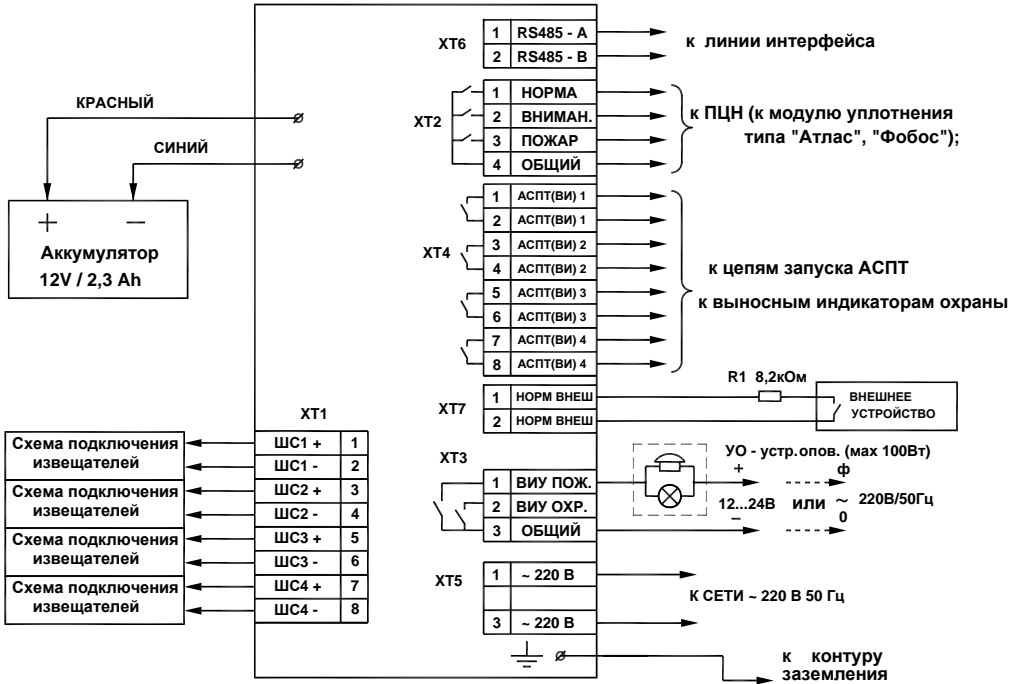 КРАСНЫЙ
СИНИЙ
+ −
Аккумулятор
12V / 2,3 Ah
XT6
1 RS485 - A
2 RS485 - B
к линии интерфейса
XT2
1 НОРМА
2 ВНИМАН.
3 ПОЖАР
4 ОБЩИЙ
к ПЦН (к модулю уплотнения
типа "Атлас", "Фобос");
XT4
1 АСПТ(ВИ) 1
2 АСПТ(ВИ) 1
3 АСПТ(ВИ) 2
4 АСПТ(ВИ) 2
5 АСПТ(ВИ) 3
6 АСПТ(ВИ) 3
7 АСПТ(ВИ) 4
8 АСПТ(ВИ) 4
к цепям запуска АСПТ
к выносным индикаторам охраны
XT7
1 НОРМ ВНЕШ
2 НОРМ ВНЕШ
R1 8,2кОм
ВНЕШНЕЕ
УСТРОЙСТВО
XT1
ШС1 + 1
ШС1 - 2
ШС2 + 3
ШС2 - 4
ШС3 + 5
ШС3 - 6
ШС4 + 7
ШС4 - 8
Схема подключения
извещателей
Схема подключения
извещателей
Схема подключения
извещателей
Схема подключения
извещателей
XT3
1 ВИУ ПОЖ.
2 ВИУ ОХР.
3 ОБЩИЙ
УО - устр.опов. (мах 100Вт)
+ ф
12...24В или ~ 220В/50Гц
− 0
XT5
1 ~ 220 В
3 ~ 220 В
К СЕТИ ~ 220 В 50 Гц
к контуру
заземления